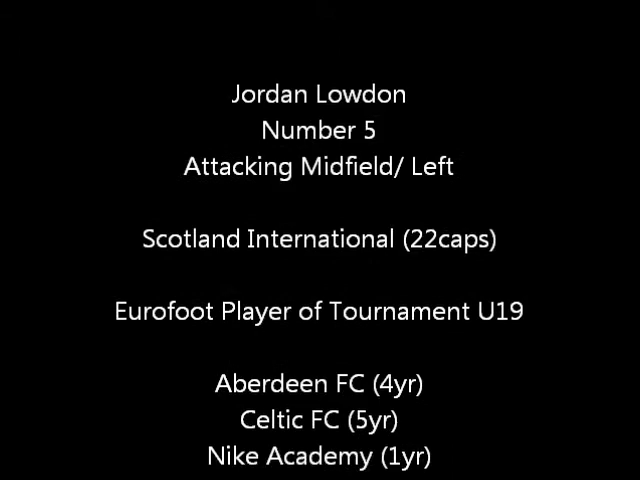 Jordan Lowdon
Number 5
Attacking Midfield/ Left
Scotland International (22caps)
Eurofoot Player of Tournament U19
Aberdeen FC (4yr)
Celtic FC (5yr)
Nike Academy (1yr)